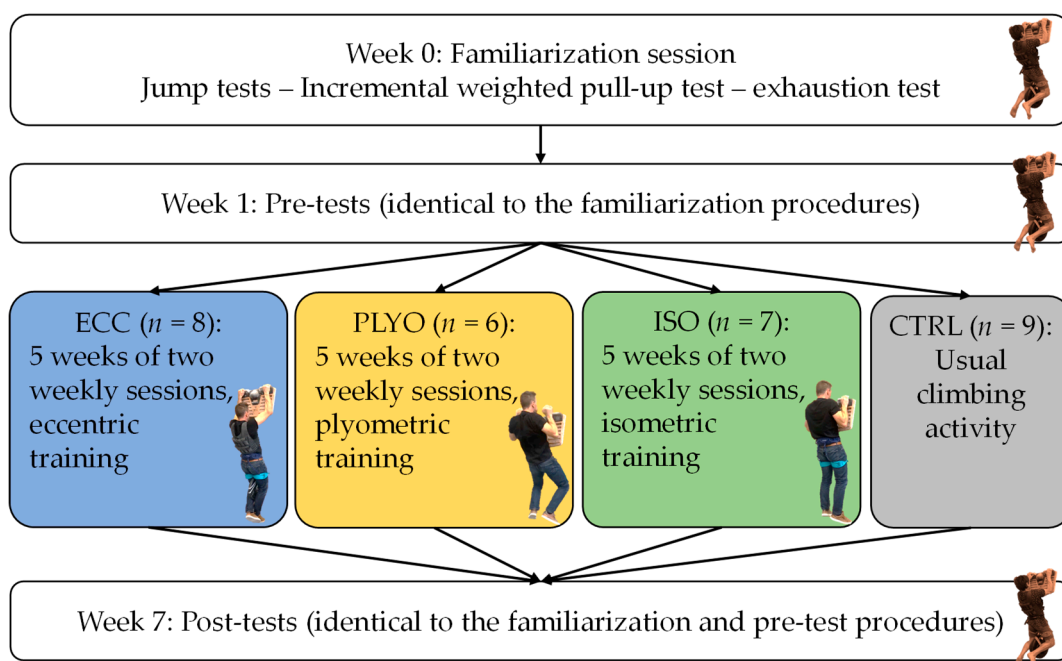 Week 0: Familiarization session
Jump tests – Incremental weighted pull-up test – exhaustion test
Week 1: Pre-tests (identical to the familiarization procedures)
ECC (n = 8):
5 weeks of two
weekly sessions,
eccentric
training
PLYO (n = 6):
5 weeks of two
weekly sessions,
plyometric
training
ISO (n = 7):
5 weeks of two
weekly sessions,
isometric
training
CTRL (n = 9):
Usual
climbing
activity
Week 7: Post-tests (identical to the familiarization and pre-test procedures)